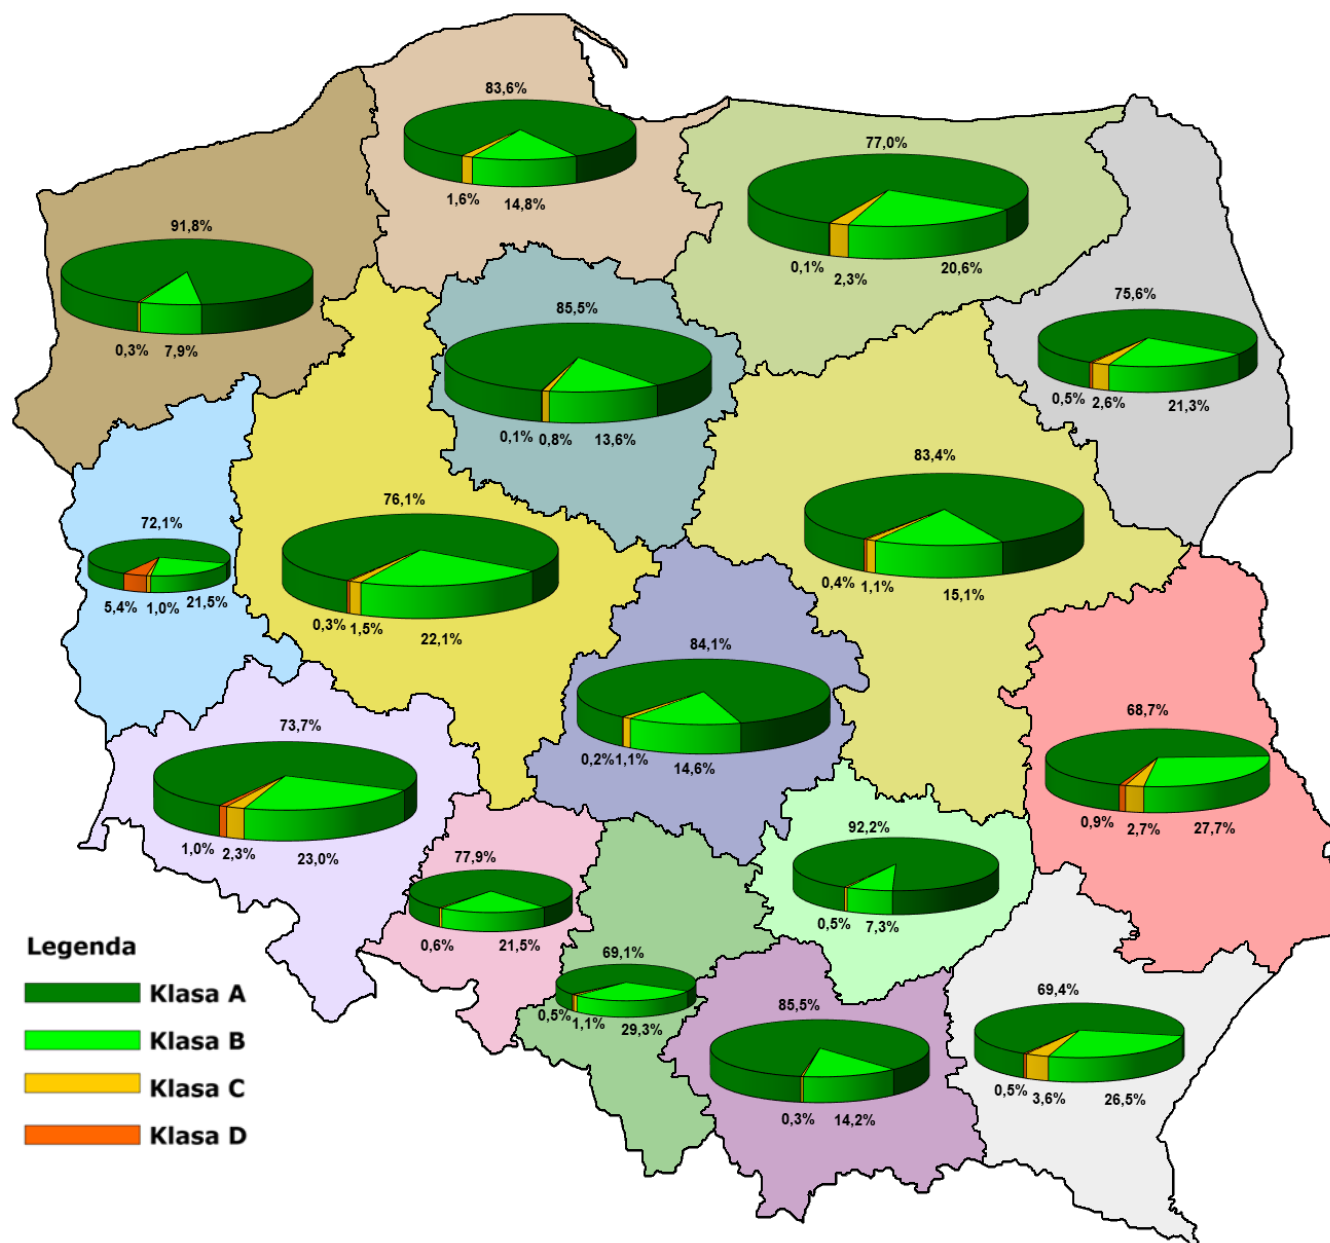 83,6%
1,6% 14,8%
77,0%
0,1% 2,3% 20,6%
91,8%
0,3% 7,9%
85,5%
0,1% 0,8% 13,6%
75,6%
0,5% 2,6% 21,3%
83,4%
0,4% 1,1% 15,1%
76,1%
0,3% 1,5% 22,1%
72,1%
5,4% 1,0% 21,5%
84,1%
0,2% 1,1% 14,6%
68,7%
0,9% 2,7% 27,7%
73,7%
1,0% 2,3% 23,0%
92,2%
0,5% 7,3%
77,9%
0,6% 21,5%
69,1%
0,5% 1,1% 29,3%
85,5%
0,3% 14,2%
69,4%
0,5% 3,6% 26,5%
Legenda
Klasa A
Klasa B
Klasa C
Klasa D